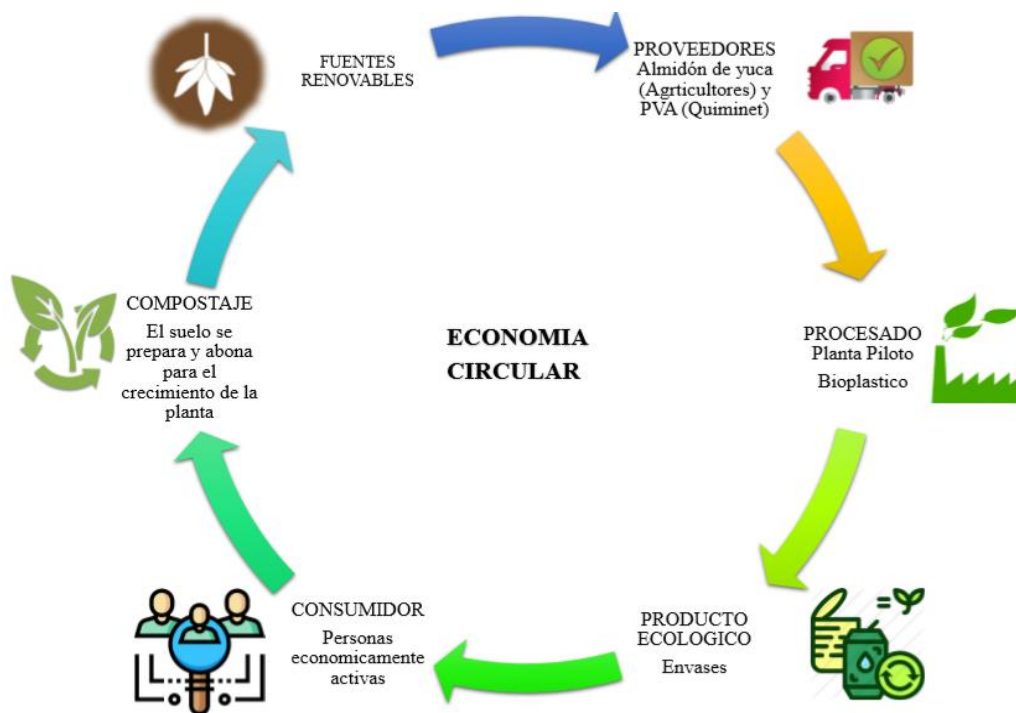 FUENTES
RENOVABLES
PROVEEDORES
Almidón de yuca
(Agrticultores) y
PVA (Quiminet)
PROCESADO
Planta Piloto
Bioplastico
PRODUCTO
ECOLOGICO
Envases
CONSUMIDOR
Personas
economicamente
activas
COMPOSTAJE
El suelo se
prepara y abona
para el
crecimiento de la
planta
ECONOMIA
CIRCULAR